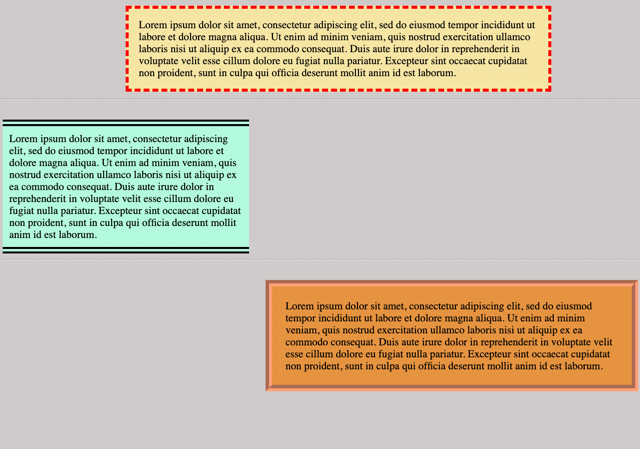 Lorem ipsum dolor sit amet, consectetur adipiscing elit, sed do eiusmod tempor incididunt ut
labore et dolore magna aliqua. Ut enim ad minim veniam, quis nostrud exercitation ullamco
laboris nisi ut aliquip ex ea commodo consequat. Duis aute irure dolor in reprehenderit in
voluptate velit esse cillum dolore eu fugiat nulla pariatur. Excepteur sint occaecat cupidatat
non proident, sunt in culpa qui officia deserunt mollit anim id est laborum.
Lorem ipsum dolor sit amet, consectetur adipiscing
elit, sed do eiusmod tempor incididunt ut labore et
dolore magna aliqua. Ut enim ad minim veniam, quis
nostrud exercitation ullamco laboris nisi ut aliquip ex
ea commodo consequat. Duis aute irure dolor in
reprehenderit in voluptate velit esse cillum dolore eu
fugiat nulla pariatur. Excepteur sint occaecat cupidatat
non proident, sunt in culpa qui officia deserunt mollit
anim id est laborum.
Lorem ipsum dolor sit amet, consectetur adipiscing elit, sed do eiusmod
tempor incididunt ut labore et dolore magna aliqua. Ut enim ad minim
veniam, quis nostrud exercitation ullamco laboris nisi ut aliquip ex ea
commodo consequat. Duis aute irure dolor in reprehenderit in voluptate velit
esse cillum dolore eu fugiat nulla pariatur. Excepteur sint occaecat cupidatat
non proident, sunt in culpa qui officia deserunt mollit anim id est laborum.